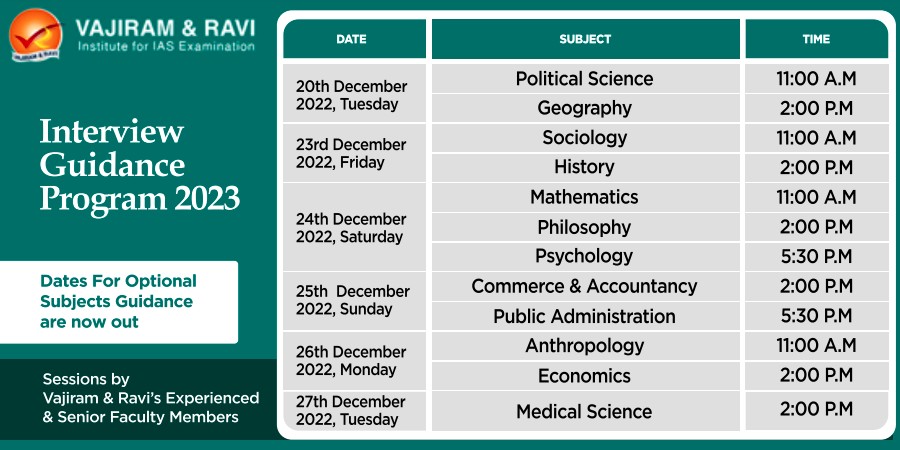 VAJIRAM & RAVI
Institute for IAS Examination
VAJIRAM & RAVI
Interview
Guidance
Program 2023
Dates For Optional
Subjects Guidance
are now out
Sessions by
Vajiram & Ravi's Experienced
& Senior Faculty Members
DATE SUBJECT TIME
20th December
2022, Tuesday
Political Science 11:00 A.M
Geography 2:00 P.M
23rd December
2022, Friday
Sociology 11:00 A.M
History 2:00 P.M
24th December
2022, Saturday
Mathematics 11:00 A.M
Philosophy 2:00 P.M
Psychology 5:30 P.M
25th December
2022, Sunday
Commerce & Accountancy 2:00 P.M
Public Administration 5:30 P.M
26th December
2022, Monday
Anthropology 11:00 A.M
Economics 2:00 P.M
27th December
2022, Tuesday
Medical Science 2:00 P.M